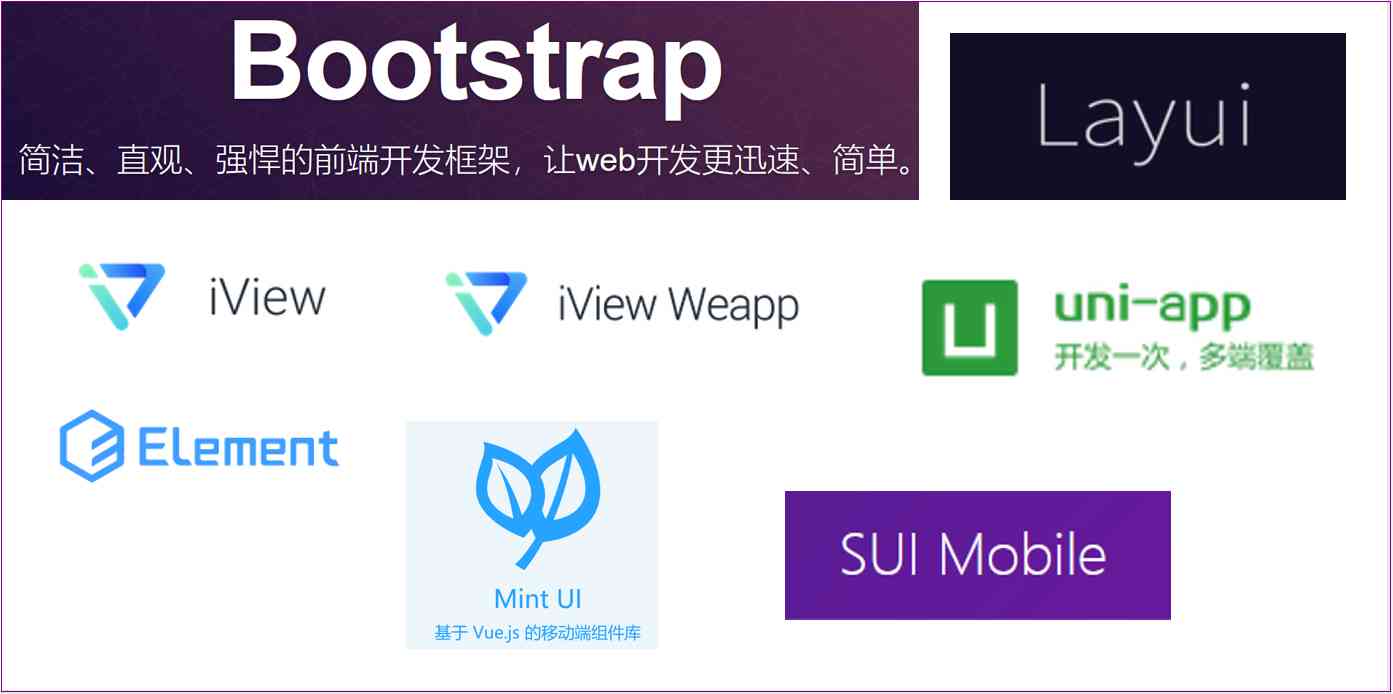 Bootstrap
简洁、直观、强悍的前端开发框架，让web开发更迅速、简单。
Layui
iView
iView Weapp
uni-app
开发一次，多端覆盖
Element
Mint UI
基于 Vue.js 的移动端组件库
SUI Mobile